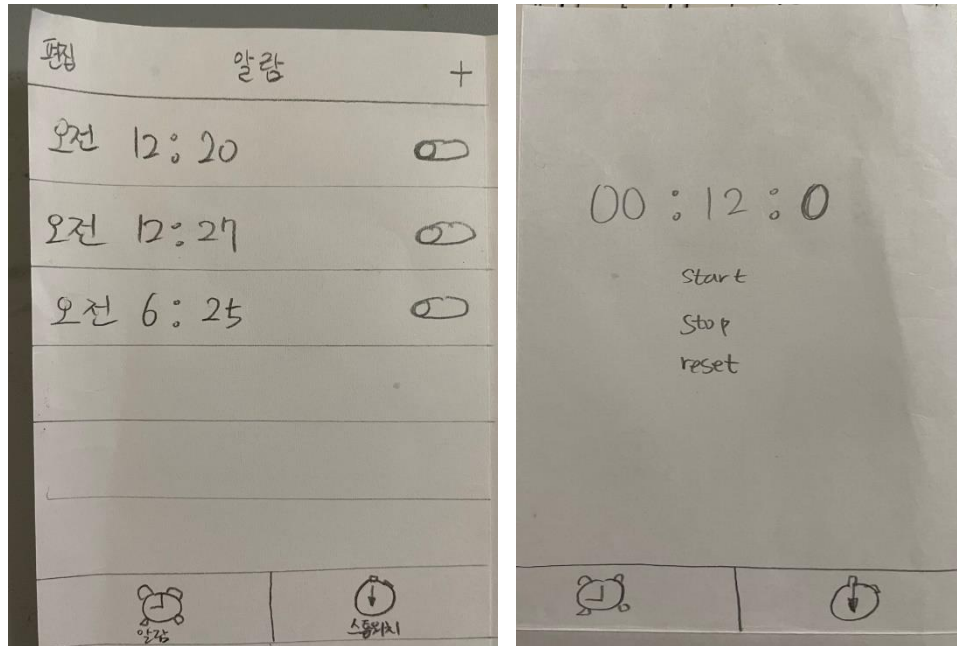 편집 알람 +
오전 12:20
오전 12:27
오전 6:25
알람 스톱워치
00:12:0
start
stop
reset